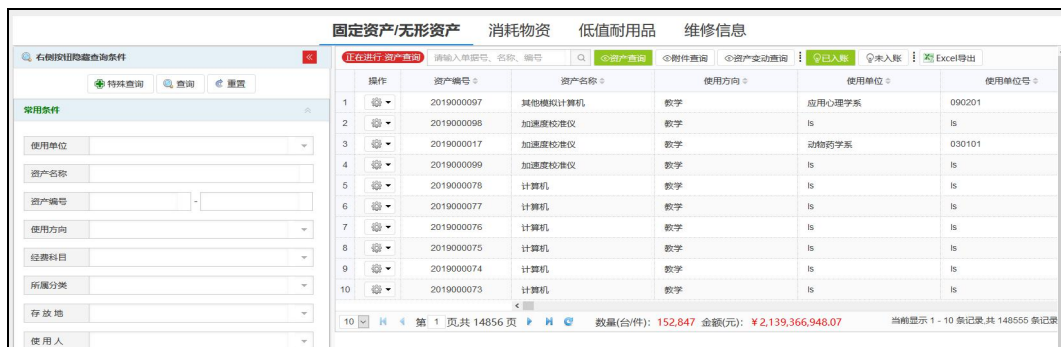 固定资产/无形资产 消耗物资 低值耐用品 维修信息
右侧按钮隐藏查询条件
特殊查询 查询 重置
常用条件
使用单位
资产名称
资产编号 -
使用方向
经费科目
所属分类
存 放 地
使 用 人
正在进行 资产查询 请输入单据号、名称、编号 资产查询 附件查询 资产变动查询 已入账 未入账 Excel导出
操作 资产编号 资产名称 使用方向 使用单位 使用单位号
1 2019000097 其他模拟计算机 教学 应用心理学系 090201
2 2019000098 加速度校准仪 教学 ls ls
3 2019000017 加速度校准仪 教学 动物药学系 030101
4 2019000099 加速度校准仪 教学 ls ls
5 2019000078 计算机 教学 ls ls
6 2019000077 计算机 教学 ls ls
7 2019000076 计算机 教学 ls ls
8 2019000075 计算机 教学 ls ls
9 2019000074 计算机 教学 ls ls
10 2019000073 计算机 教学 ls ls
10 第 1 页,共 14856 页 数量(台/件): 152,847 金额(元): ￥2,139,366,948.07 当前显示 1 - 10 条记录,共 148555 条记录